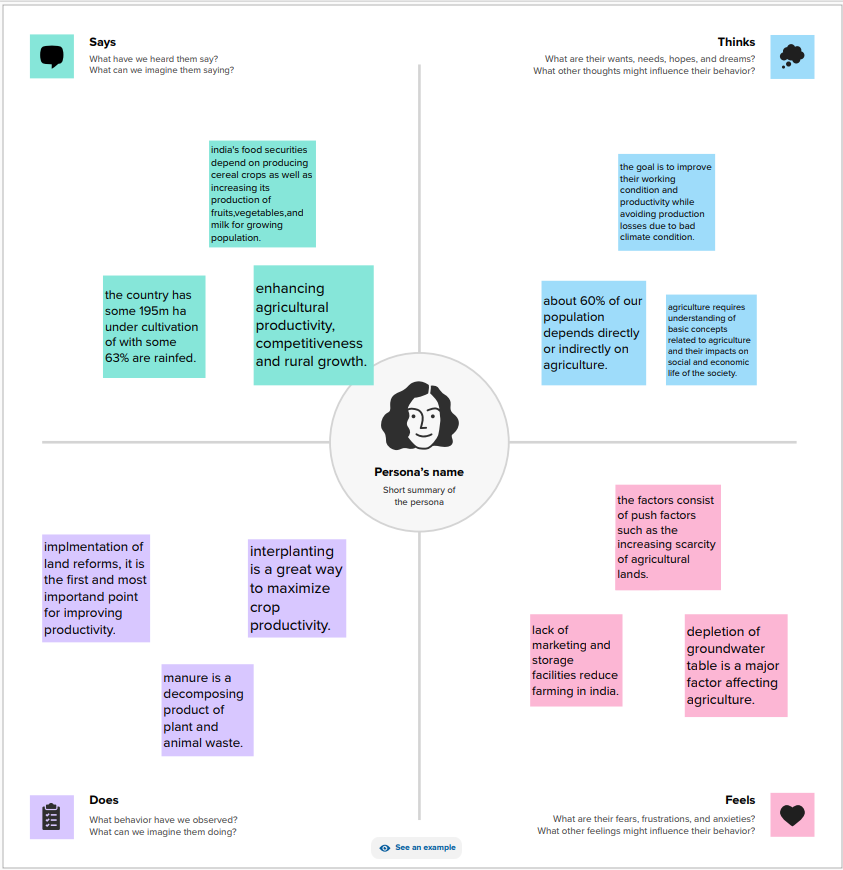 Says
What have we heard them say?
What can we imagine them saying?
Thinks
What are their wants, needs, hopes, and dreams?
What other thoughts might influence their behavior?
india's food securities
depend on producing
cereal crops as well as
increasing its
production of
fruits,vegetables,and
milk for growing
population.
the country has
some 195m ha
under cultivation
of with some
63% are rainfed.
enhancing
agricultural
productivity,
competitiveness
and rural growth.
the goal is to improve
their working
condition and
productivity while
avoiding production
losses due to bad
climate condition.
about 60% of our
population
depends directly
or indirectly on
agriculture.
agriculture requires
understanding of
basic concepts
related to agriculture
and their impacts on
social and economic
life of the society.
Persona's name
Short summary of
the persona
implmentation of
land reforms, it is
the first and most
importand point
for improving
productivity.
interplanting
is a great way
to maximize
crop
productivity.
manure is a
decomposing
product of
plant and
animal waste.
the factors consist
of push factors
such as the
increasing scarcity
of agricultural
lands.
lack of
marketing and
storage
facilities reduce
farming in india.
depletion of
groundwater
table is a major
factor affecting
agriculture.
Does
What behavior have we observed?
What can we imagine them doing?
Feels
What are their fears, frustrations, and anxieties?
What other feelings might influence their behavior?
See an example